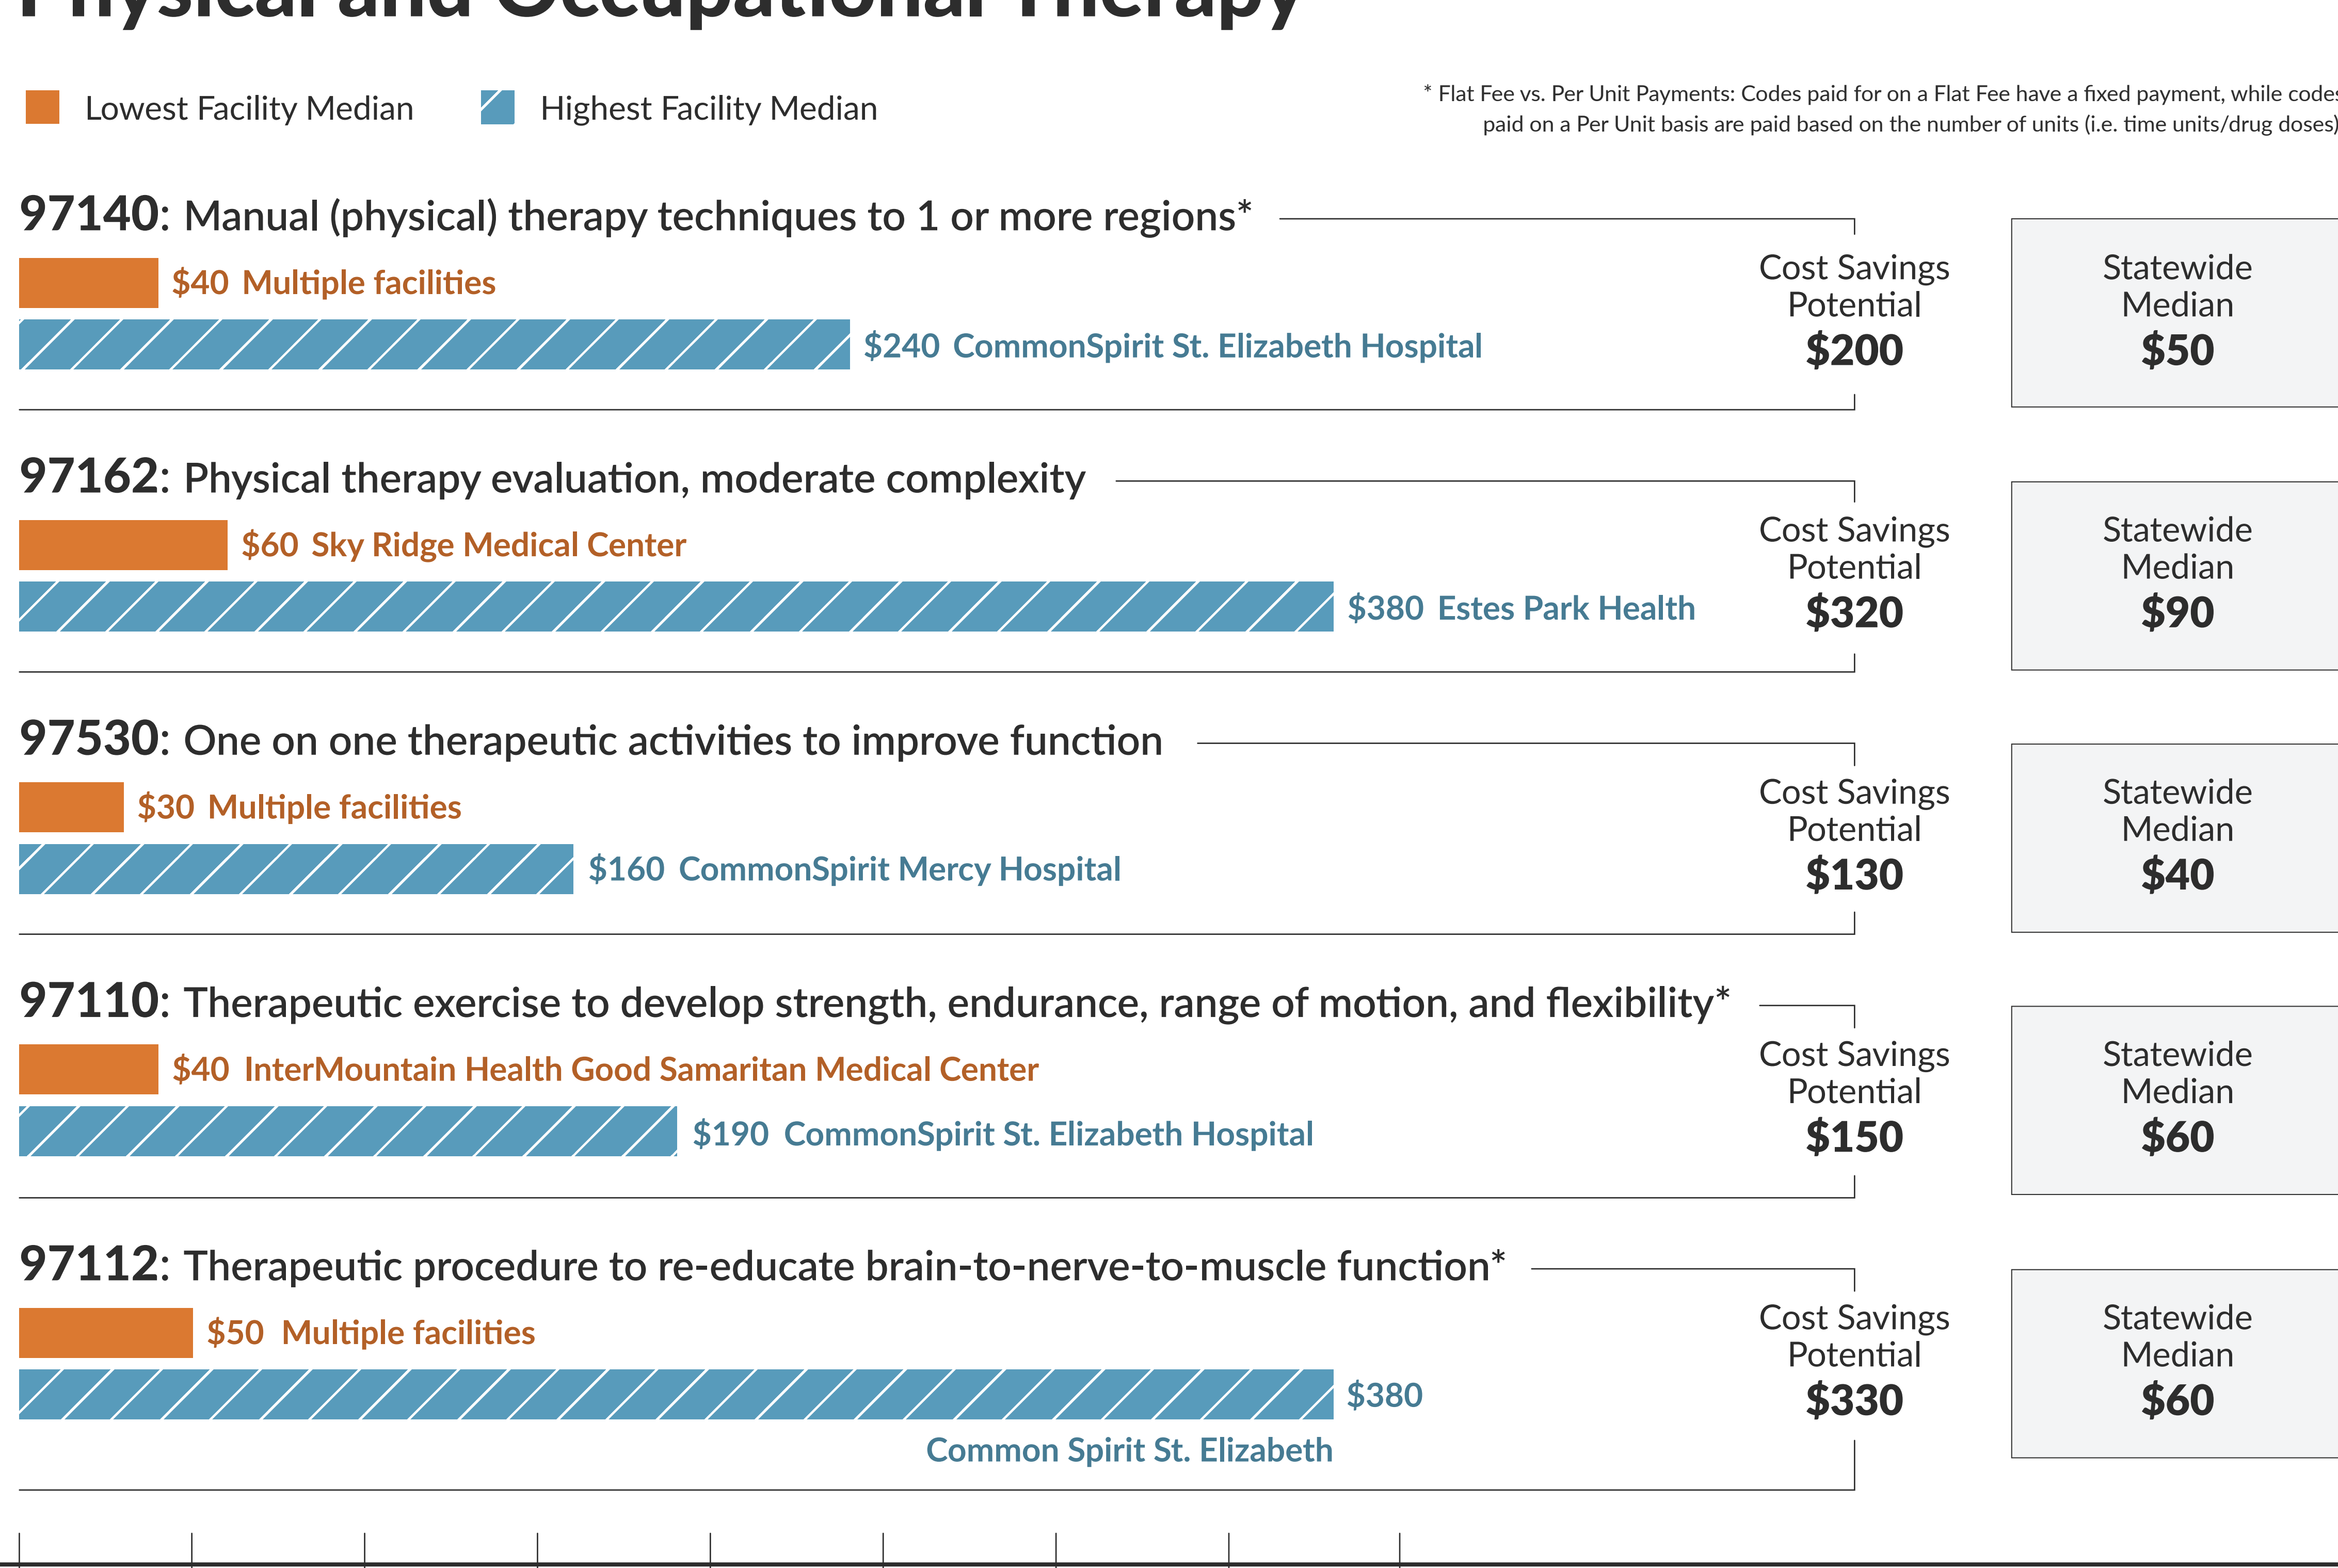 Physical and Occupational Therapy
Lowest Facility Median
Highest Facility Median
* Flat Fee vs. Per Unit Payments: Codes paid for on a Flat Fee have a fixed payment, while codes
paid on a Per Unit basis are paid based on the number of units (i.e. time units/drug doses)
97140: Manual (physical) therapy techniques to 1 or more regions*
$40 Multiple facilities
$240 CommonSpirit St. Elizabeth Hospital
Cost Savings
Potential
$200
Statewide
Median
$50
97162: Physical therapy evaluation, moderate complexity
$60 Sky Ridge Medical Center
$380 Estes Park Health
Cost Savings
Potential
$320
Statewide
Median
$90
97530: One on one therapeutic activities to improve function
$30 Multiple facilities
$160 CommonSpirit Mercy Hospital
Cost Savings
Potential
$130
Statewide
Median
$40
97110: Therapeutic exercise to develop strength, endurance, range of motion, and flexibility*
$40 InterMountain Health Good Samaritan Medical Center
$190 CommonSpirit St. Elizabeth Hospital
Cost Savings
Potential
$150
Statewide
Median
$60
97112: Therapeutic procedure to re-educate brain-to-nerve-to-muscle function*
$50 Multiple facilities
$380
Common Spirit St. Elizabeth
Cost Savings
Potential
$330
Statewide
Median
$60